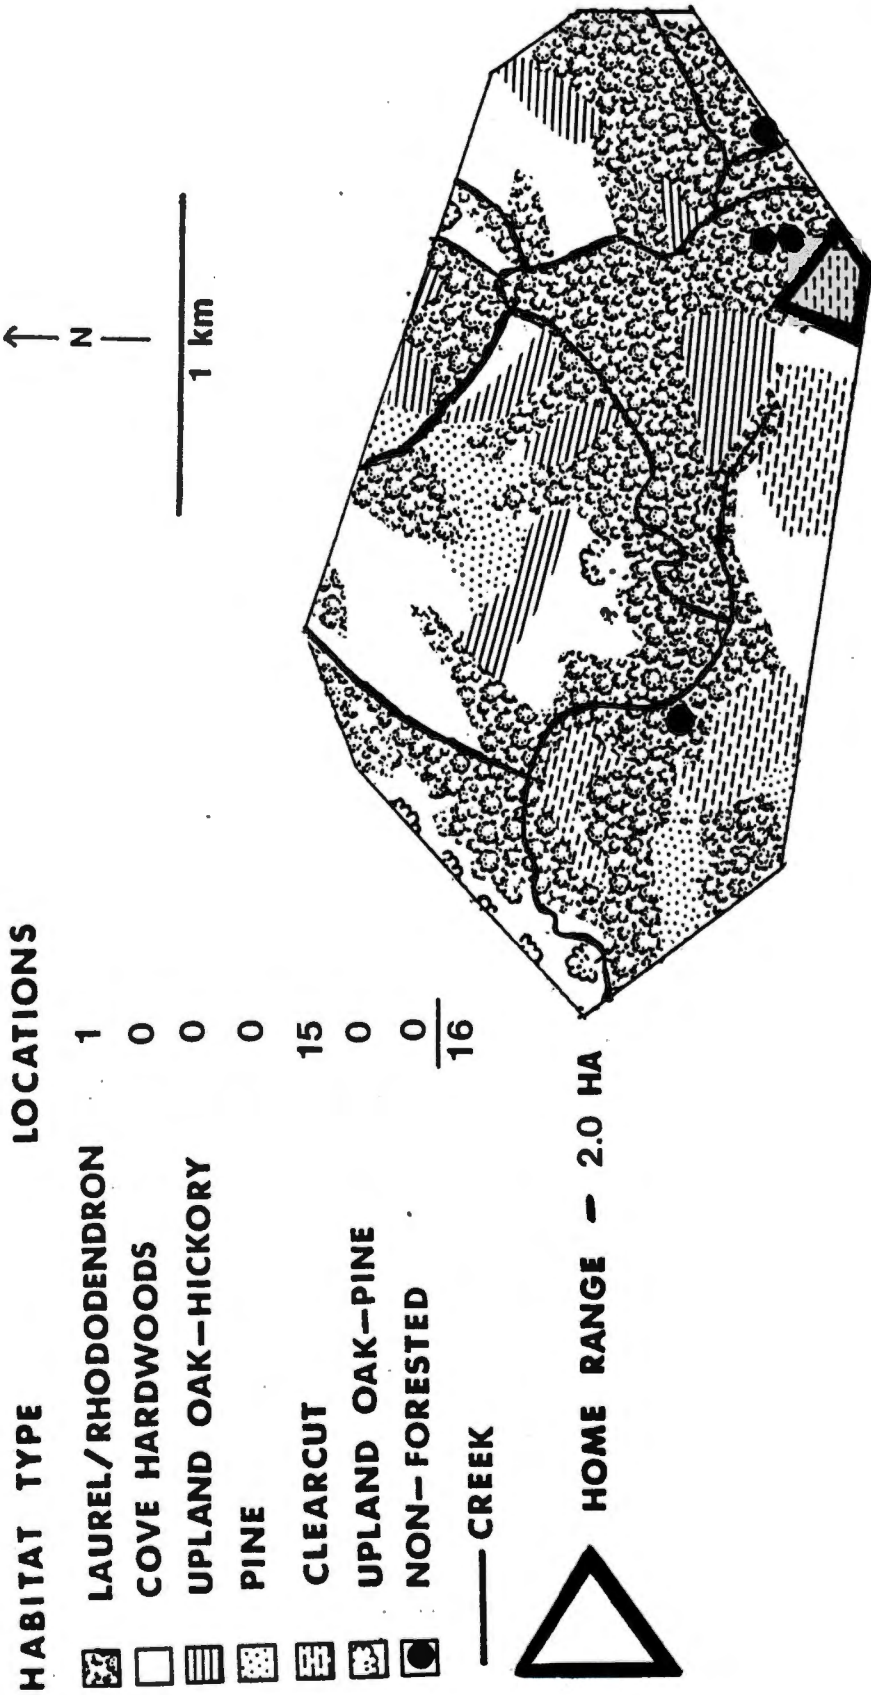 HABITAT TYPE LOCATIONS
LAUREL/RHODODENDRON 1
COVE HARDWOODS 0
UPLAND OAK–HICKORY 0
PINE 0
CLEARCUT 15
UPLAND OAK–PINE 0
NON–FORESTED 0
16
CREEK
HOME RANGE – 2.0 HA
N
1 km